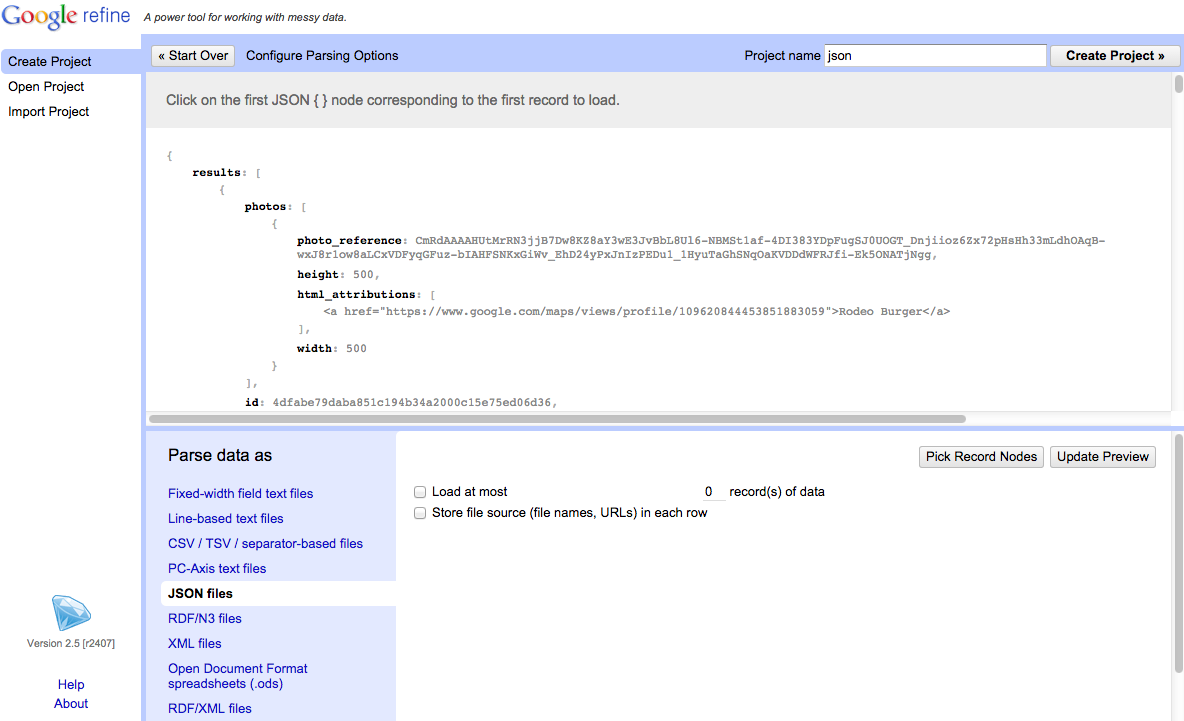 Google refine A power tool for working with messy data.
Create Project
Open Project
Import Project
« Start Over Configure Parsing Options Project name json Create Project »
Click on the first JSON { } node corresponding to the first record to load.
{
results: [
{
photos: [
{
photo_reference: CmRdAAAAHUtMrRN3jjB7Dw8KZ8aY3wE3JvBbL8Ul6-NBMSt1af-4DI383YDpFugSJ0UOGT_Dnjiioz6Zx72pHsHh33mLdhOAqB-
wxJ8r1ow8aLCxVDFyqGFuz-bIAHFSNKxGiWv_EhD24yPxJnIzPEDu1_1HyuTaGhSNqOaKVDDdWFRJfi-Ek5ONATjNgg,
height: 500,
html_attributions: [
<a href="https://www.google.com/maps/views/profile/109620844453851883059">Rodeo Burger</a>
],
width: 500
}
],
id: 4dfabe79daba851c194b34a2000c15e75ed06d36,
Parse data as
Fixed-width field text files
Line-based text files
CSV / TSV / separator-based files
PC-Axis text files
JSON files
RDF/N3 files
XML files
Open Document Format
spreadsheets (.ods)
RDF/XML files
Pick Record Nodes Update Preview
Load at most 0 record(s) of data
Store file source (file names, URLs) in each row
Version 2.5 [r2407]
Help
About